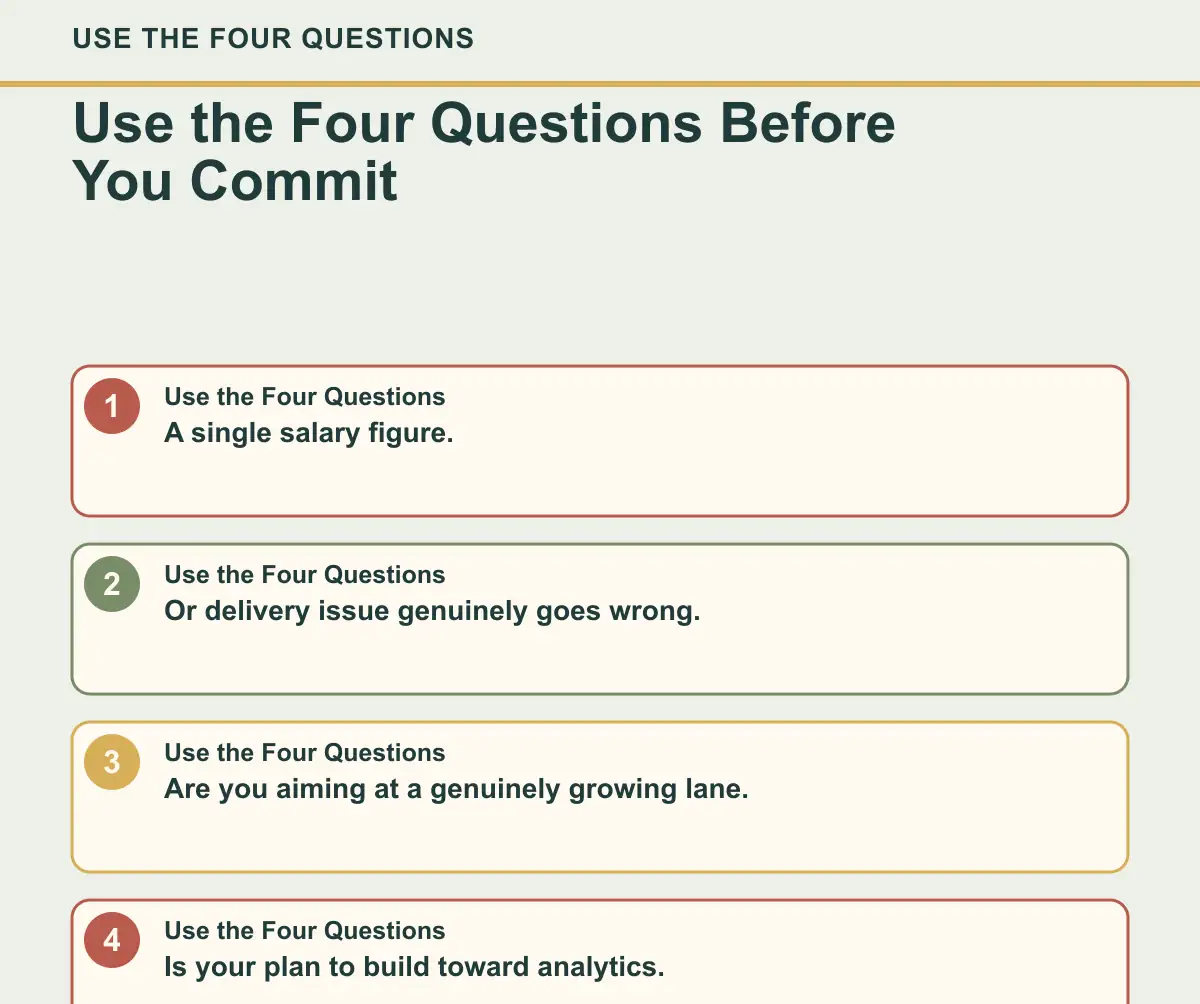 USE THE FOUR QUESTIONS
Use the Four Questions Before
You Commit
1
Use the Four Questions
A single salary figure.
2
Use the Four Questions
Or delivery issue genuinely goes wrong.
3
Use the Four Questions
Are you aiming at a genuinely growing lane.
4
Use the Four Questions
Is your plan to build toward analytics.